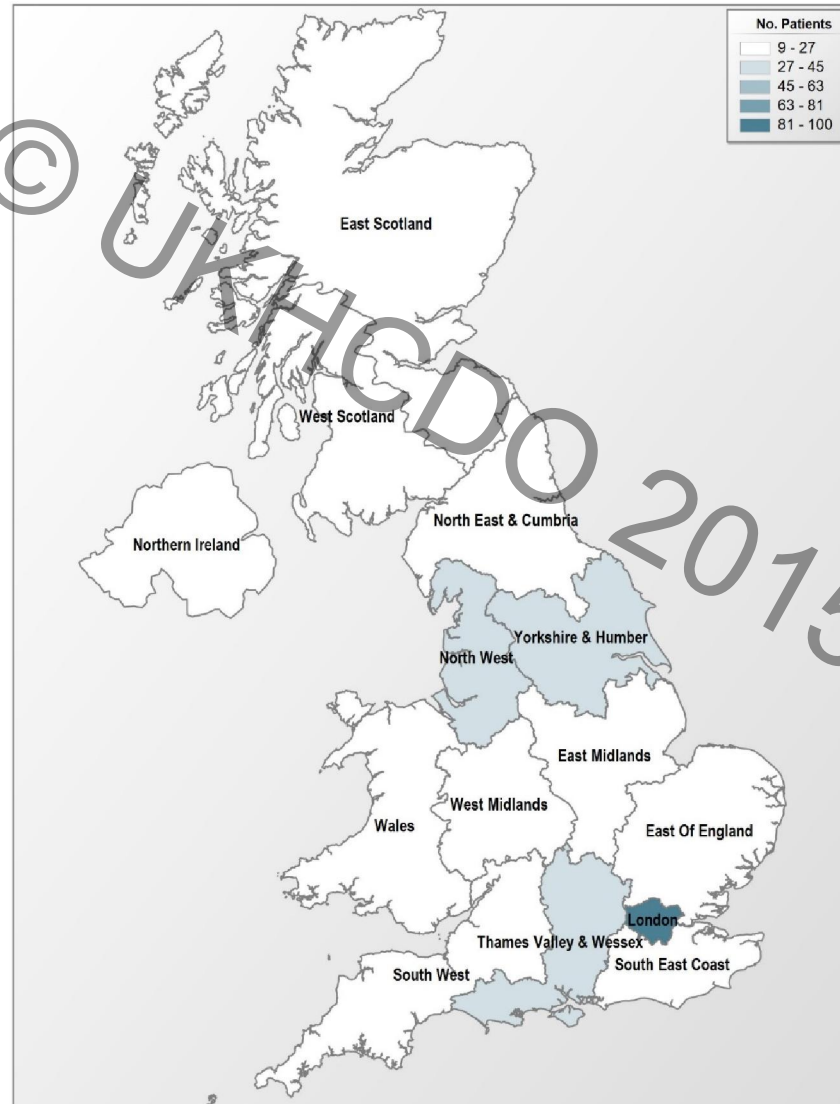 No. Patients
9 - 27
27 - 45
45 - 63
63 - 81
81 - 100
© UKHCDO 2015
East Scotland
West Scotland
North East & Cumbria
Northern Ireland
Yorkshire & Humber
North West
East Midlands
West Midlands
Wales
East Of England
London
Thames Valley & Wessex
South East Coast
South West